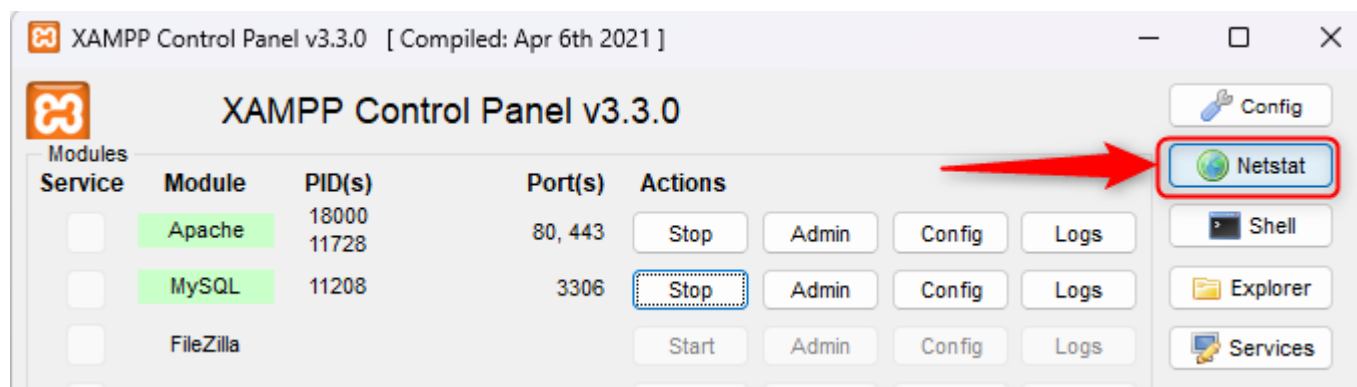 XAMPP Control Panel v3.3.0 [ Compiled: Apr 6th 2021 ]
XAMPP Control Panel v3.3.0
Config
Modules
Netstat
Service Module PID(s) Port(s) Actions
Apache 18000 11728 80, 443 Stop Admin Config Logs
Shell
MySQL 11208 3306 Stop Admin Config Logs
Explorer
FileZilla Start Admin Config Logs
Services